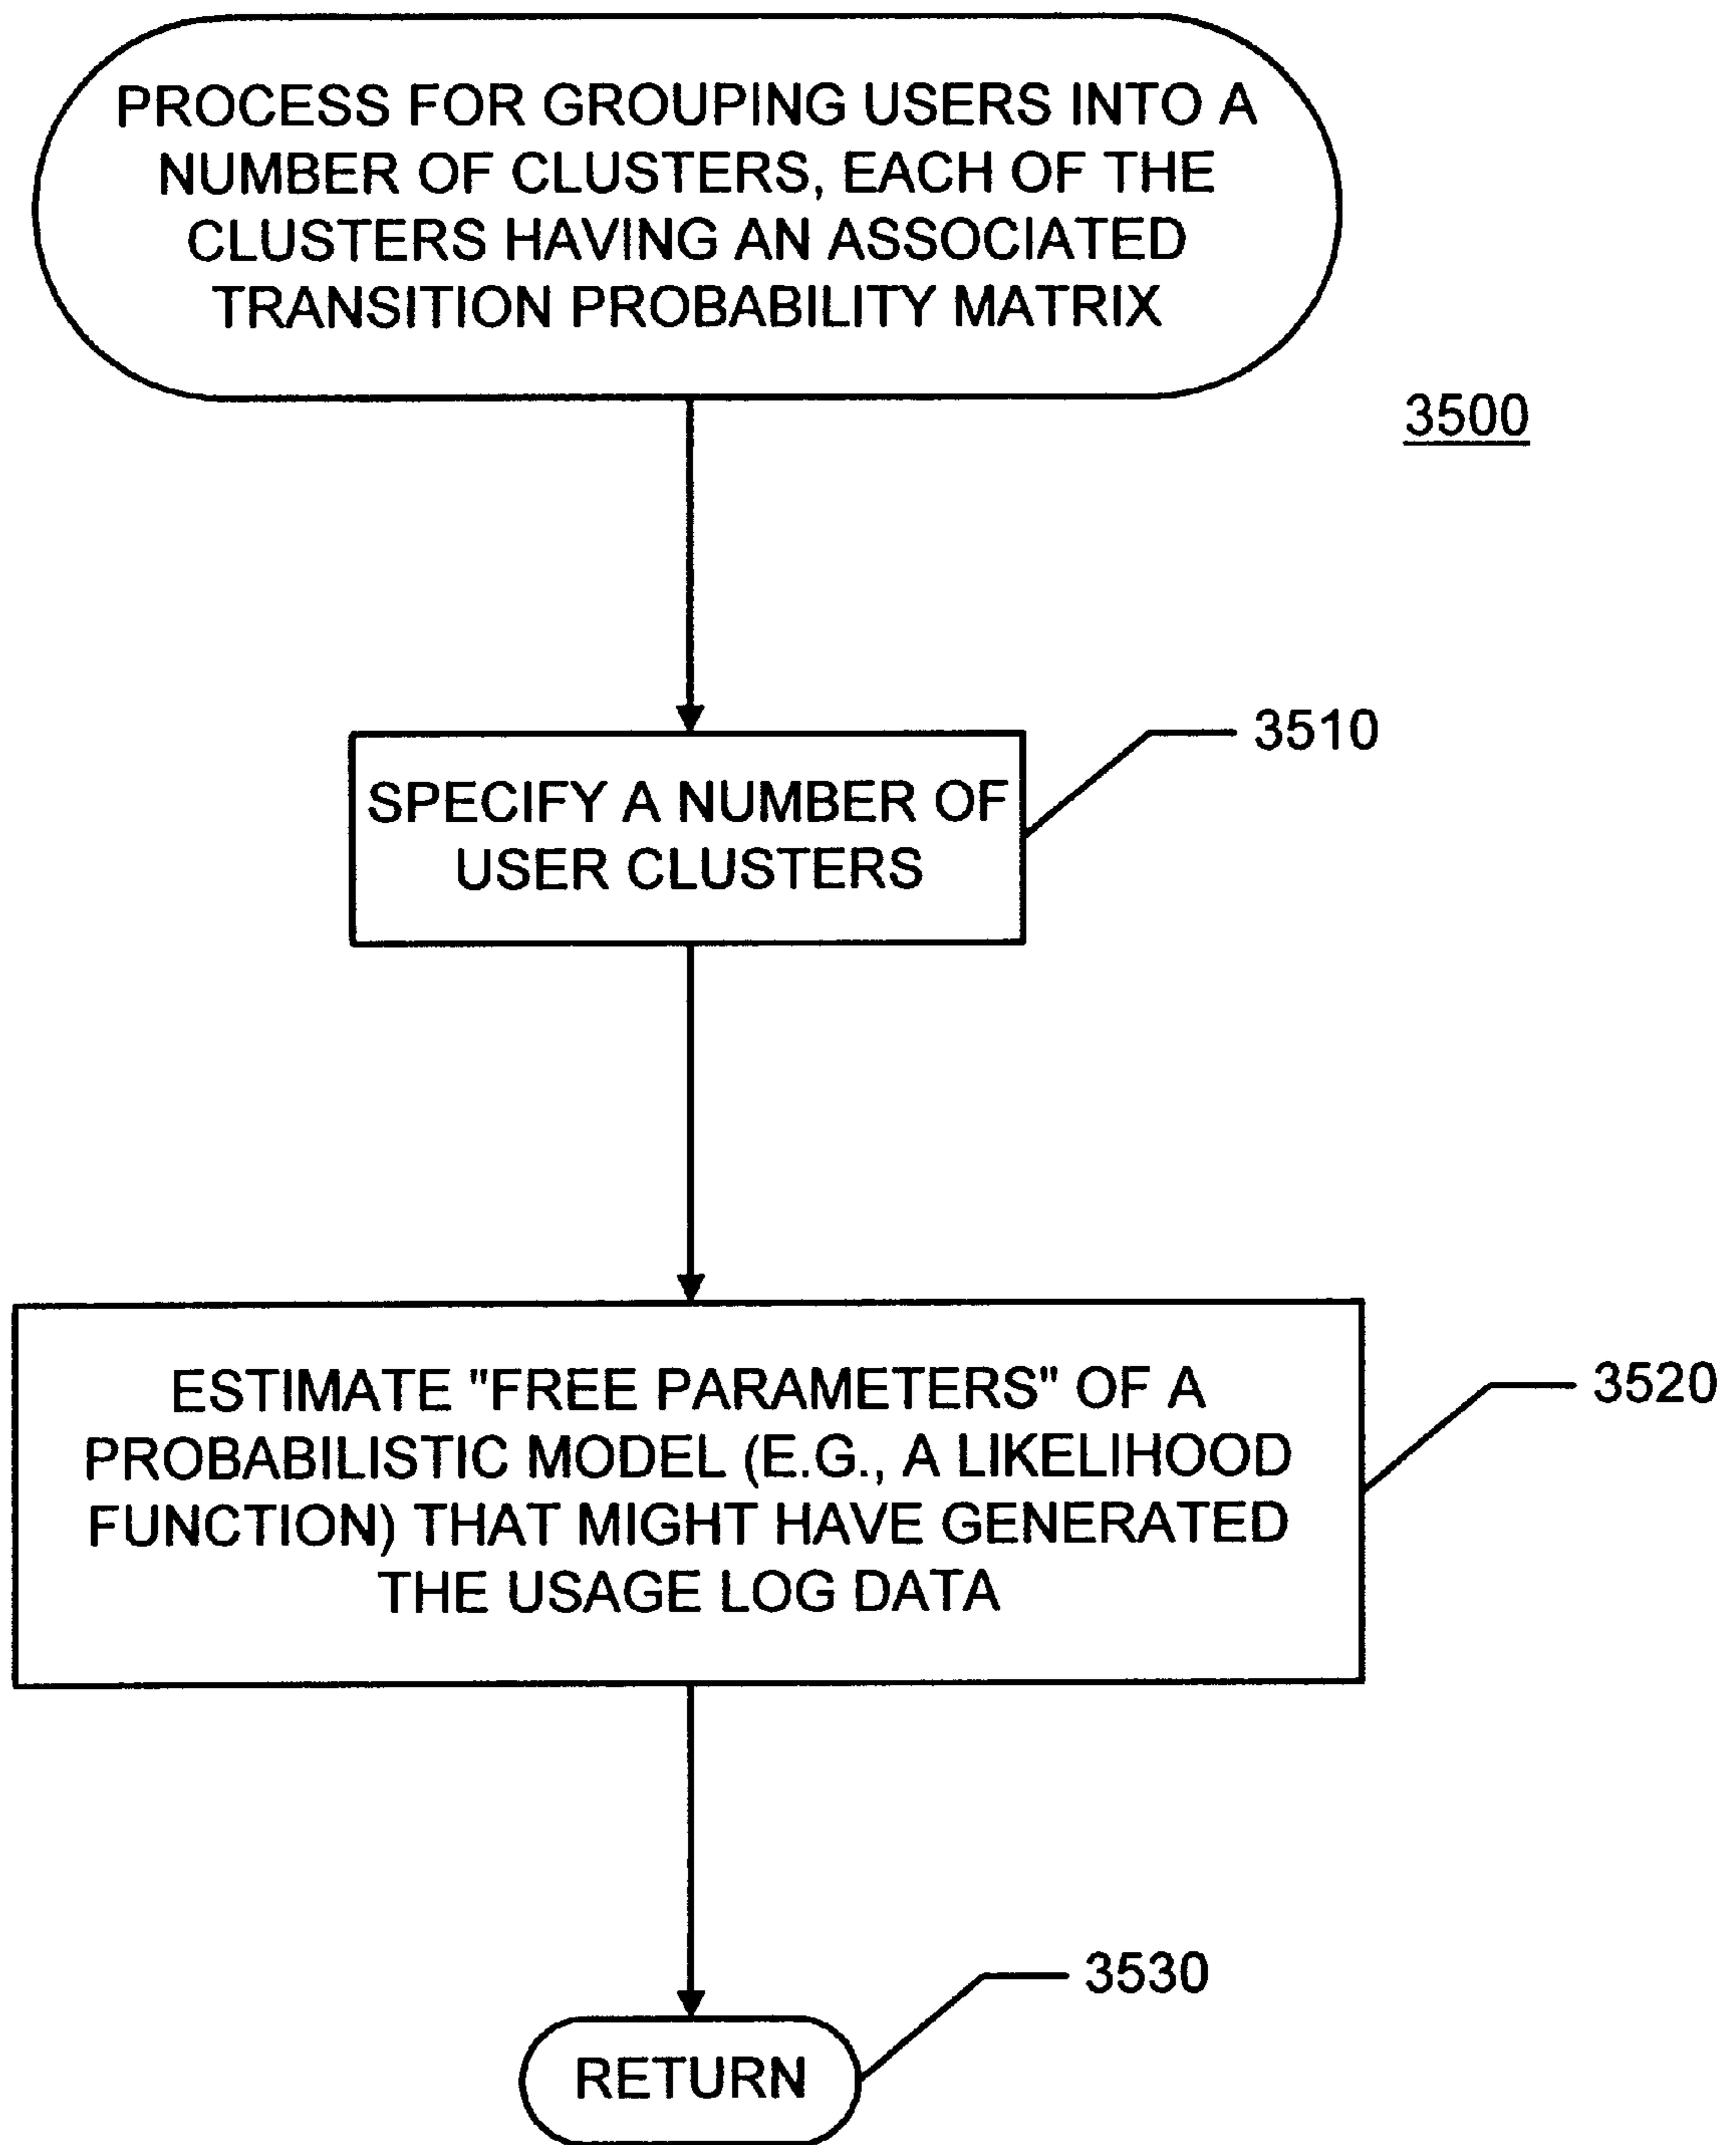 PROCESS FOR GROUPING USERS INTO A
NUMBER OF CLUSTERS, EACH OF THE
CLUSTERS HAVING AN ASSOCIATED
TRANSITION PROBABILITY MATRIX
3500
3510
SPECIFY A NUMBER OF
USER CLUSTERS
3520
ESTIMATE "FREE PARAMETERS" OF A
PROBABILISTIC MODEL (E.G., A LIKELIHOOD
FUNCTION) THAT MIGHT HAVE GENERATED
THE USAGE LOG DATA
3530
RETURN